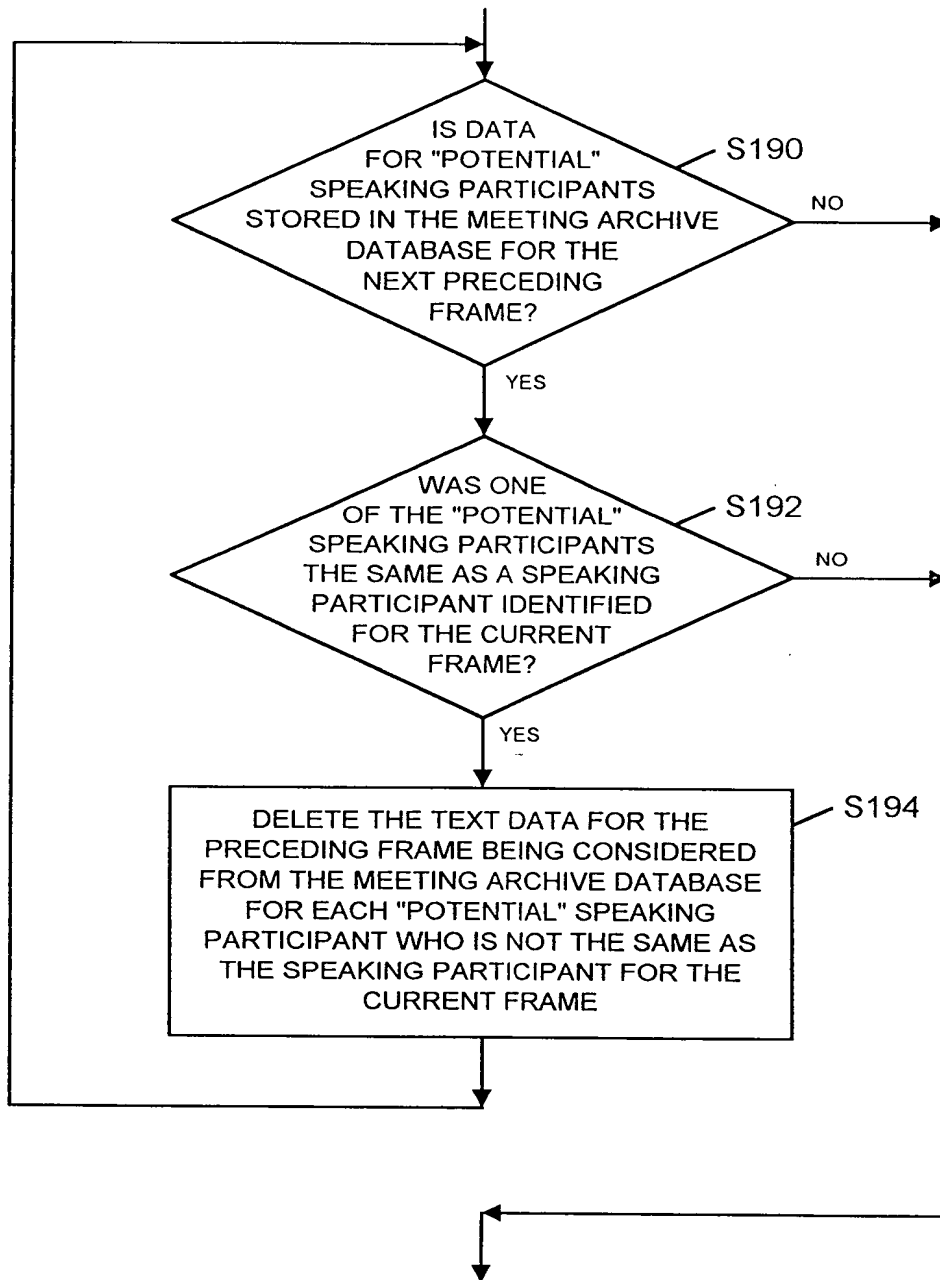 IS DATA
FOR "POTENTIAL"
SPEAKING PARTICIPANTS
STORED IN THE MEETING ARCHIVE
DATABASE FOR THE
NEXT PRECEDING
FRAME?
S190
NO
YES
WAS ONE
OF THE "POTENTIAL"
SPEAKING PARTICIPANTS
THE SAME AS A SPEAKING
PARTICIPANT IDENTIFIED
FOR THE CURRENT
FRAME?
S192
NO
YES
DELETE THE TEXT DATA FOR THE
PRECEDING FRAME BEING CONSIDERED
FROM THE MEETING ARCHIVE DATABASE
FOR EACH "POTENTIAL" SPEAKING
PARTICIPANT WHO IS NOT THE SAME AS
THE SPEAKING PARTICIPANT FOR THE
CURRENT FRAME
S194